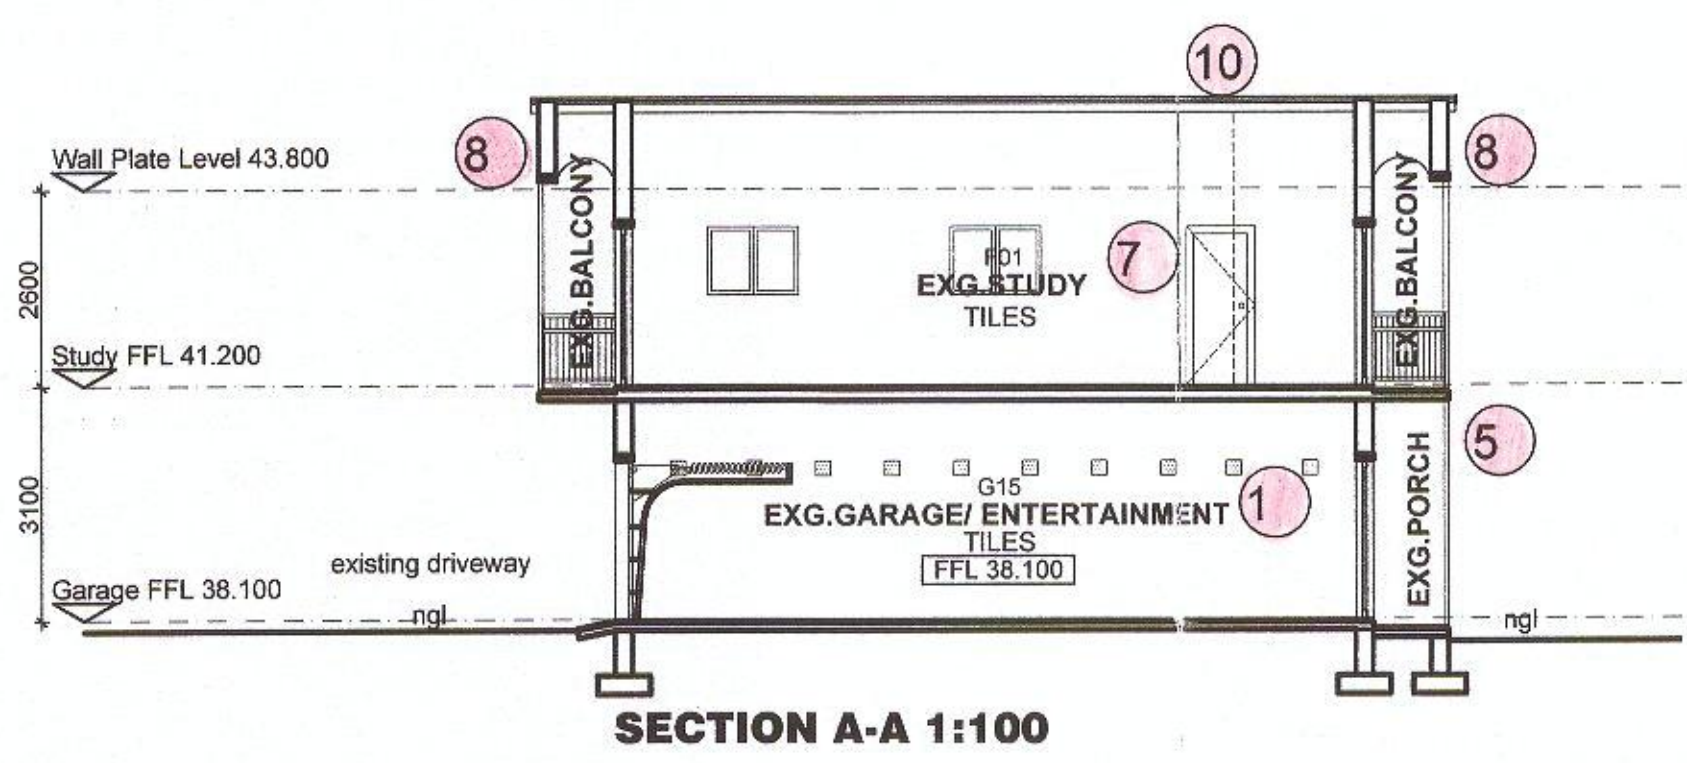 10
8
8
Wall Plate Level 43.800
EXG.BALCONY
EXG.BALCONY
2600
7
F01
EXG.STUDY
TILES
Study FFL 41.200
5
3100
G15
1
EXG.GARAGE/ ENTERTAINMENT
TILES
FFL 38.100
EXG.PORCH
existing driveway
Garage FFL 38.100
ngl
ngl
SECTION A-A 1:100